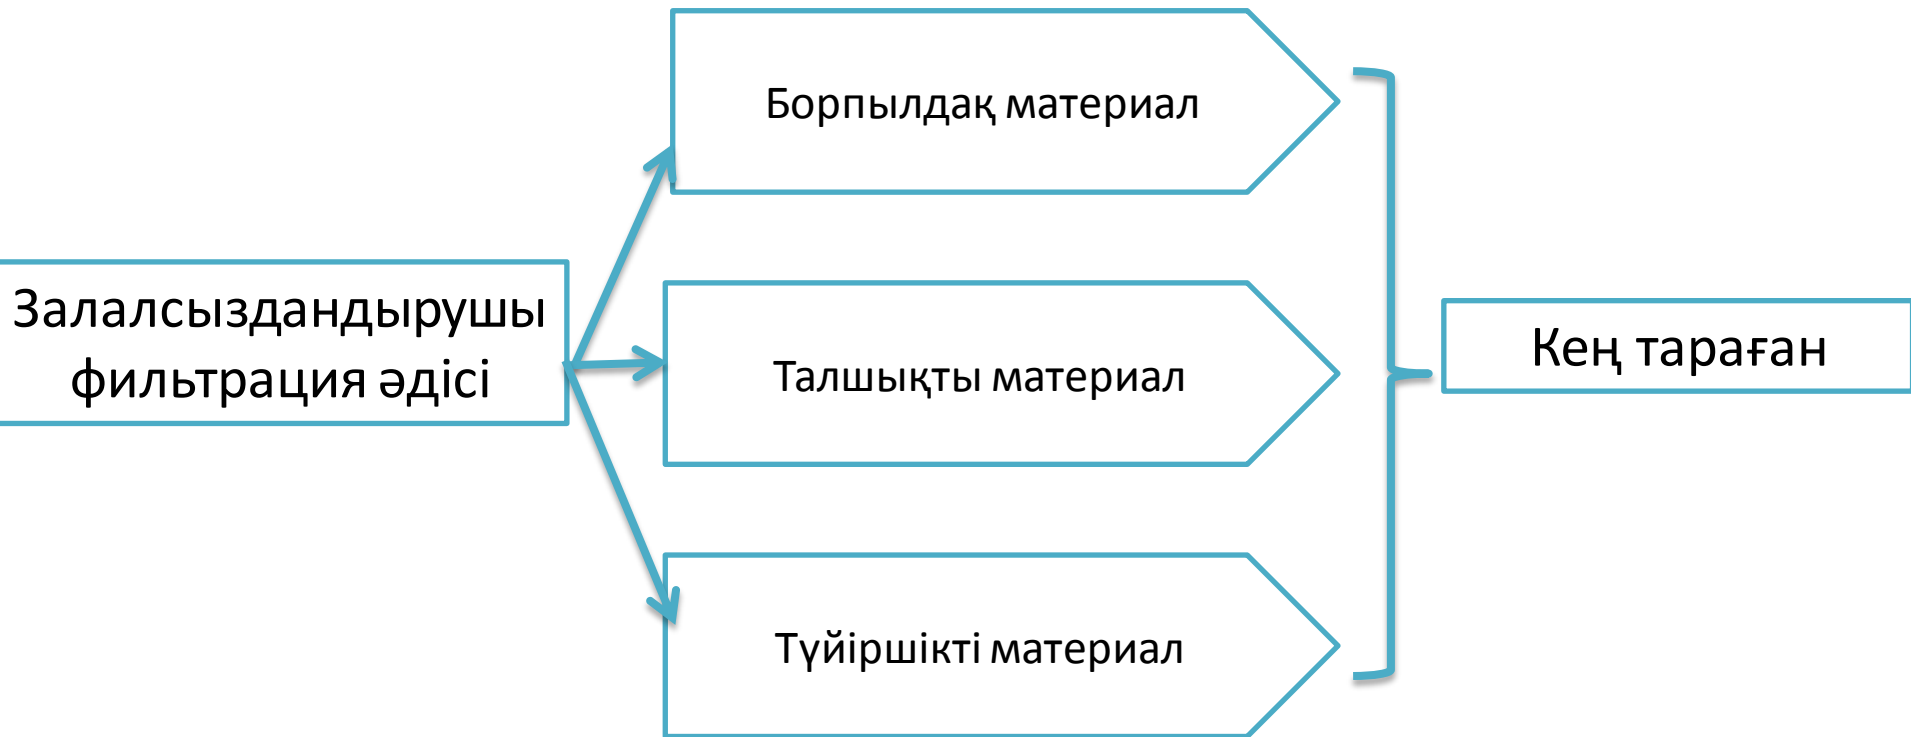 Борпылдақ материал
Залалсыздандырушы
фильтрация әдісі
Талшықты материал
Кең тараған
Түйіршікті материал